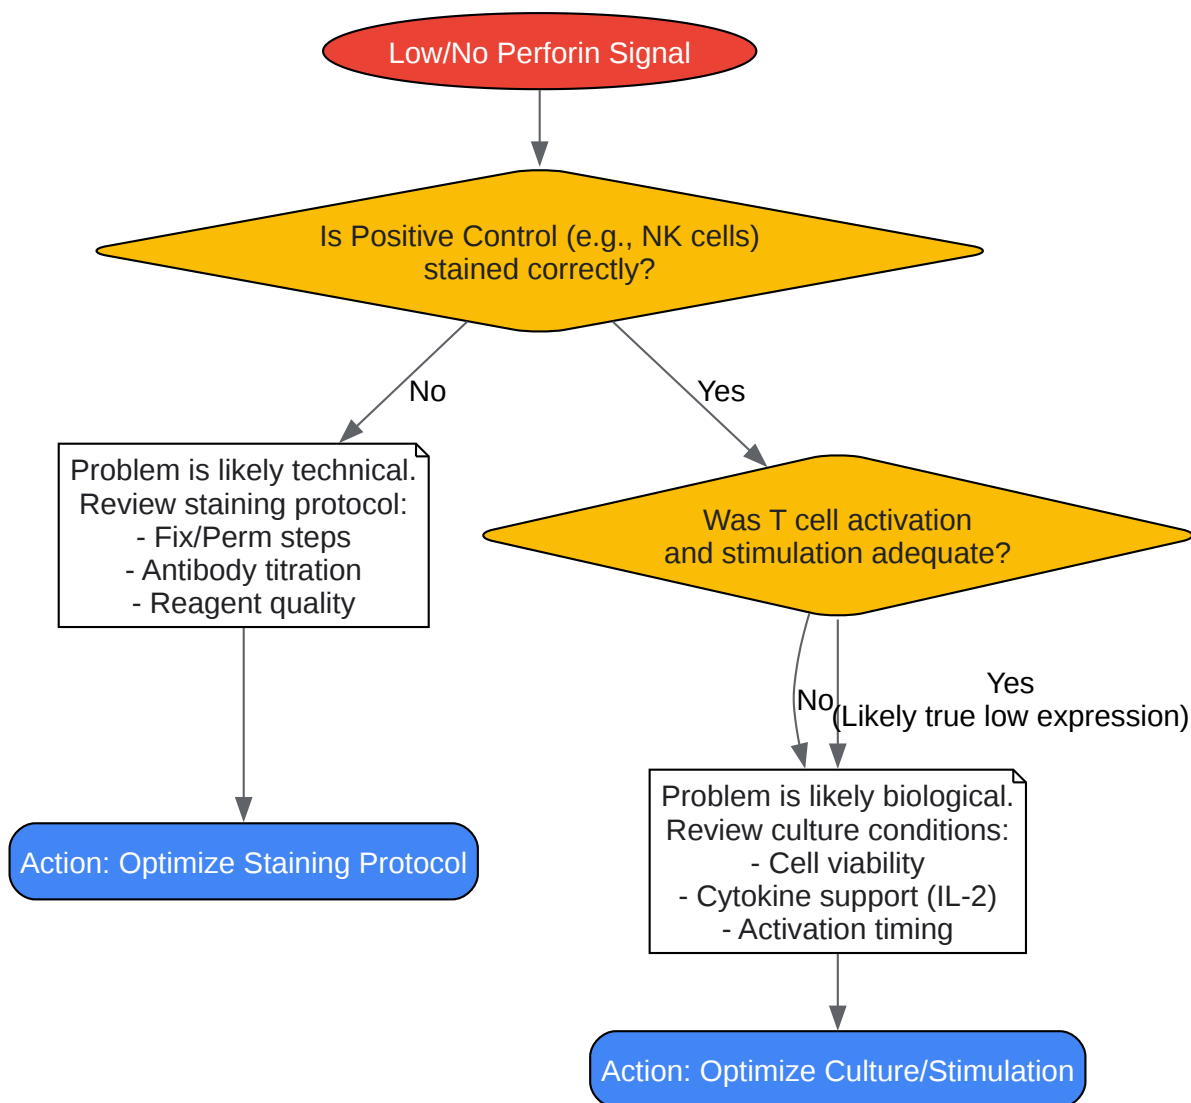 Low/No Perforin Signal
Is Positive Control (e.g., NK cells)
stained correctly?
No
Yes
Problem is likely technical.
Review staining protocol:
- Fix/Perm steps
- Antibody titration
- Reagent quality
Was T cell activation
and stimulation adequate?
No
Yes
(Likely true low expression)
Problem is likely biological.
Review culture conditions:
- Cell viability
- Cytokine support (IL-2)
- Activation timing
Action: Optimize Staining Protocol
Action: Optimize Culture/Stimulation